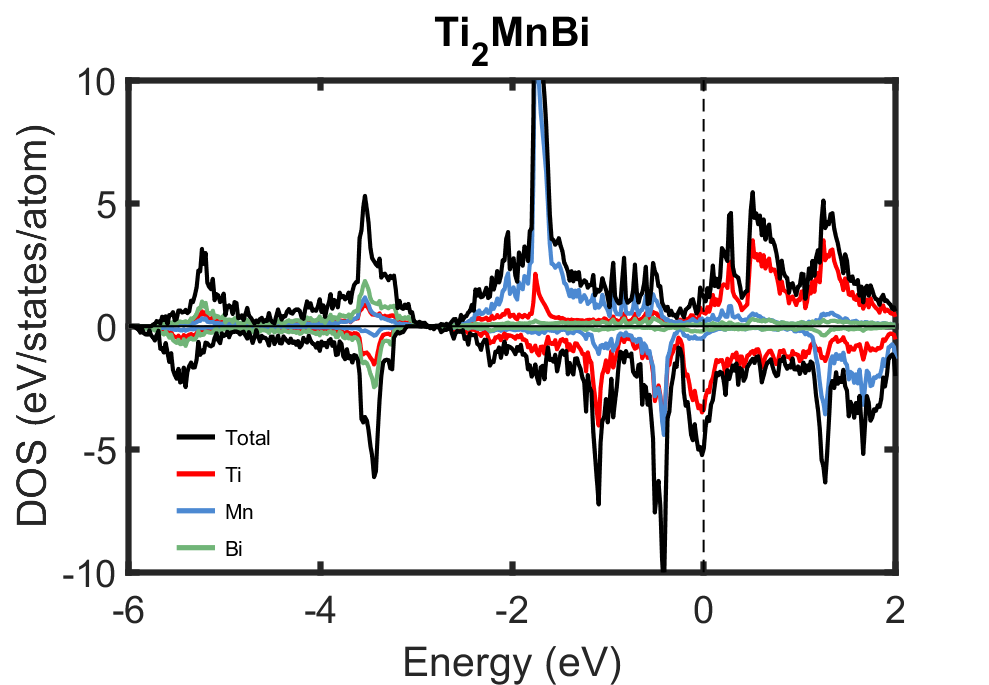 Ti₂MnBi
DOS (eV/states/atom)
10
5
0
-5
-10
Total
Ti
Mn
Bi
-6 -4 -2 0 2
Energy (eV)